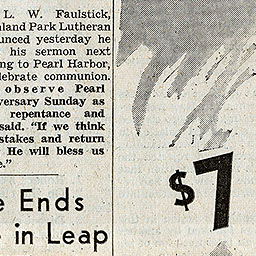 L. W. Faulstick,
land Park Lutheran
unced yesterday he
his sermon next
ng to Pearl Harbor,
lebrate communion.
observe Pearl
versary Sunday as
repentance and
said. "If we think
stakes and return
He will bless us
e."
e Ends
in Leap
$7